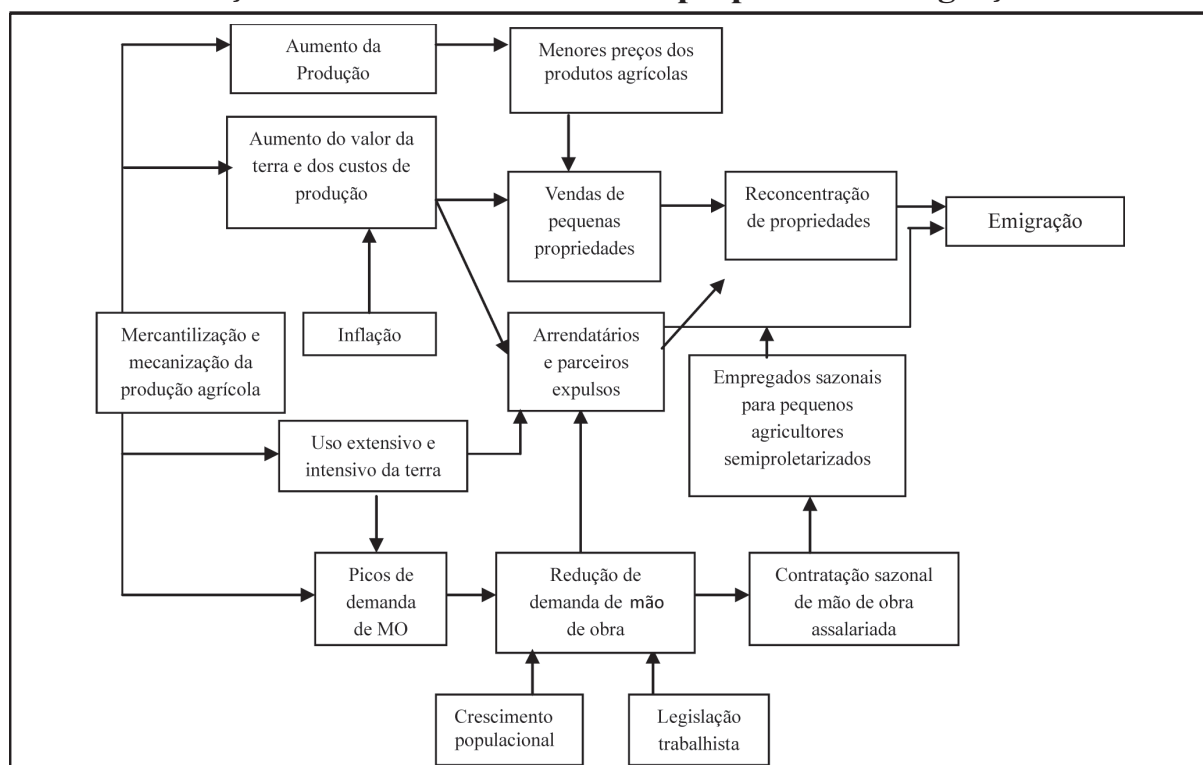 Aumento da
Produção
Menores preços dos
produtos agrícolas
Aumento do valor da
terra e dos custos de
produção
Vendas de
pequenas
propriedades
Reconcentração
de propriedades
Emigração
Mercantilização e
mecanização da
produção agrícola
Inflação
Arrendatários
e parceiros
expulsos
Empregados sazonais
para pequenos
agricultores
semiproletarizados
Uso extensivo e
intensivo da terra
Picos de
demanda
de MO
Redução de
demanda de mão
de obra
Contratação sazonal
de mão de obra
assalariada
Crescimento
populacional
Legislação
trabalhista